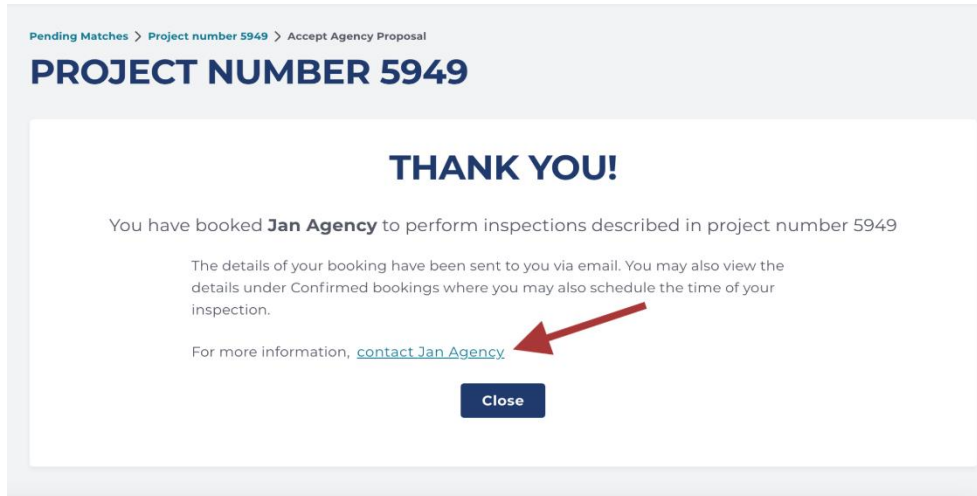 Pending Matches > Project number 5949 > Accept Agency Proposal
PROJECT NUMBER 5949
THANK YOU!
You have booked Jan Agency to perform inspections described in project number 5949
The details of your booking have been sent to you via email. You may also view the
details under Confirmed bookings where you may also schedule the time of your
inspection.
For more information, contact Jan Agency
Close